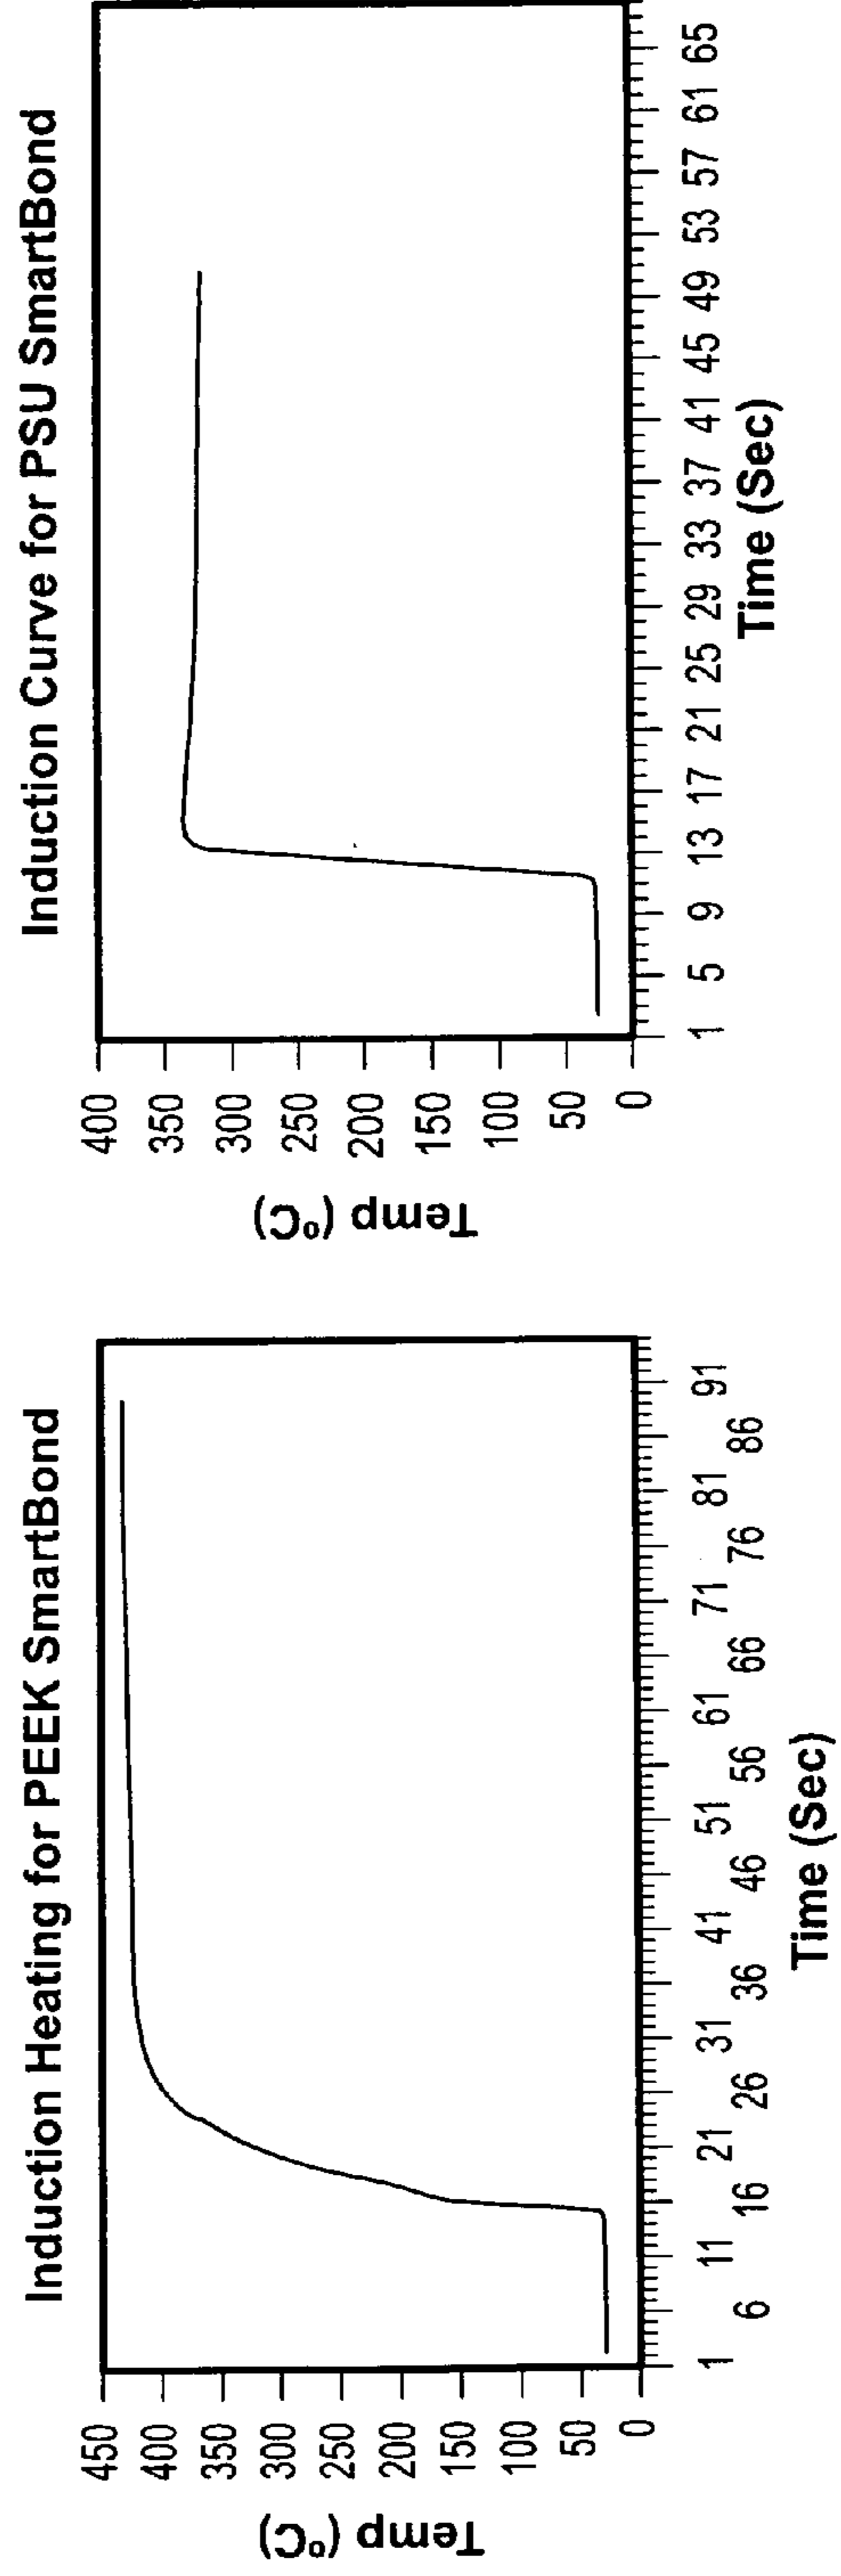 Induction Heating for PEEK SmartBond
Temp (°C)
450
400
350
300
250
200
150
100
50
0
1 11 21 31 41 51 61 71 81 91
6 16 26 36 46 56 66 76 86
Time (Sec)
Induction Curve for PSU SmartBond
Temp (°C)
400
350
300
250
200
150
100
50
0
1 5 9 13 17 21 25 29 33 37 41 45 49 53 57 61 65
Time (Sec)